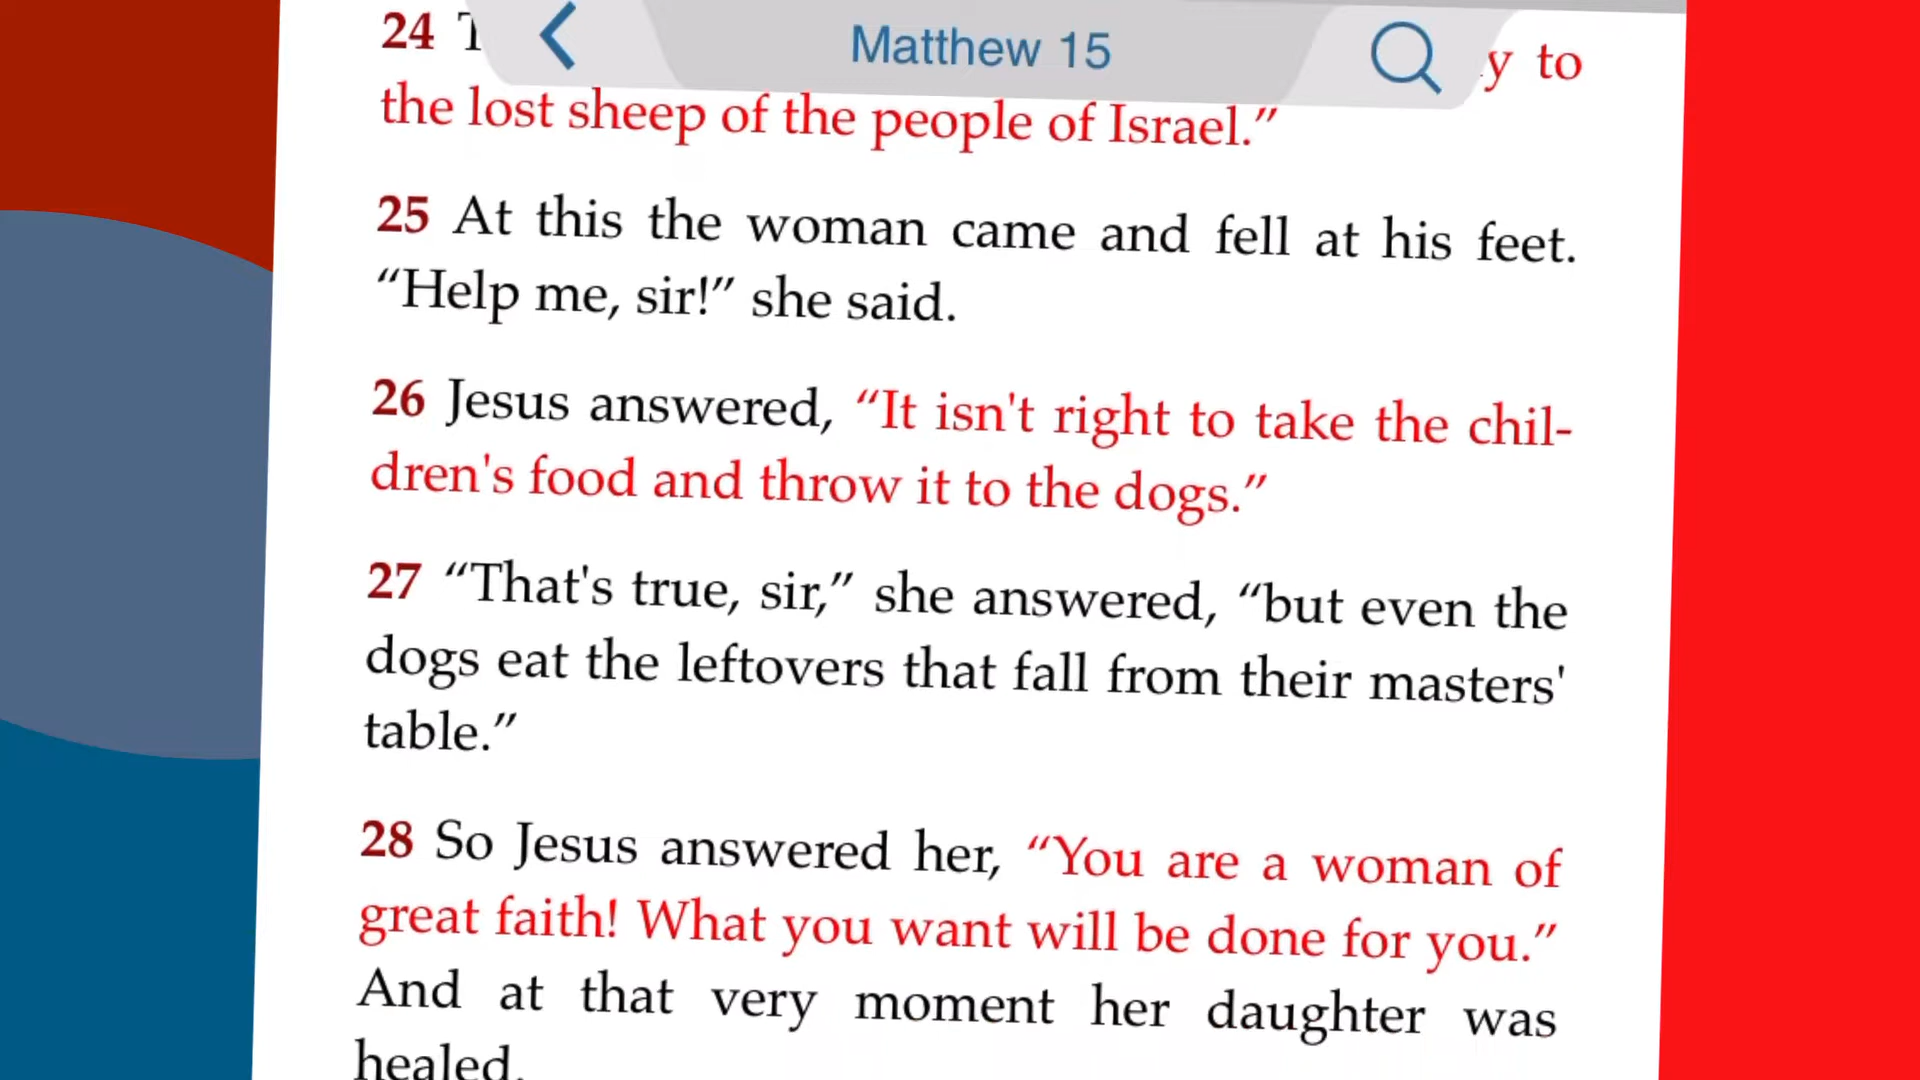 Matthew 15
24
y to
the lost sheep of the people of Israel.”
25 At this the woman came and fell at his feet.
“Help me, sir!” she said.
26 Jesus answered, “It isn't right to take the chil-
dren's food and throw it to the dogs.”
27 “That's true, sir,” she answered, “but even the
dogs eat the leftovers that fall from their masters'
table.”
28 So Jesus answered her, “You are a woman of
great faith! What you want will be done for you.”
And at that very moment her daughter was
healed.